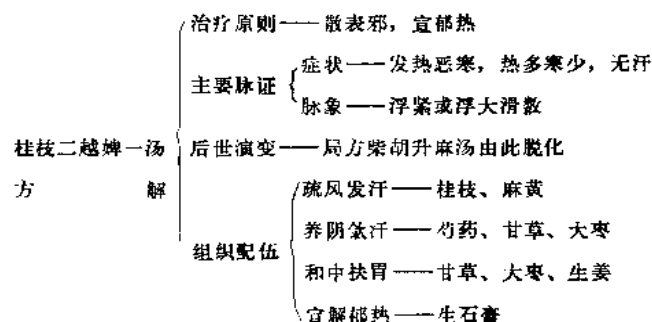 治疗原则——散表邪，宣郁热
主要脉证
症状——发热恶寒，热多寒少，无汗
脉象——浮紧或浮大滑数
桂枝二越婢一汤
方 解
后世演变——局方柴胡升麻汤由此脱化
组织配伍
疏风发汗——桂枝、麻黄
养阴敛汗——芍药、甘草、大枣
和中扶胃——甘草、大枣、生姜
宣解郁热——生石膏